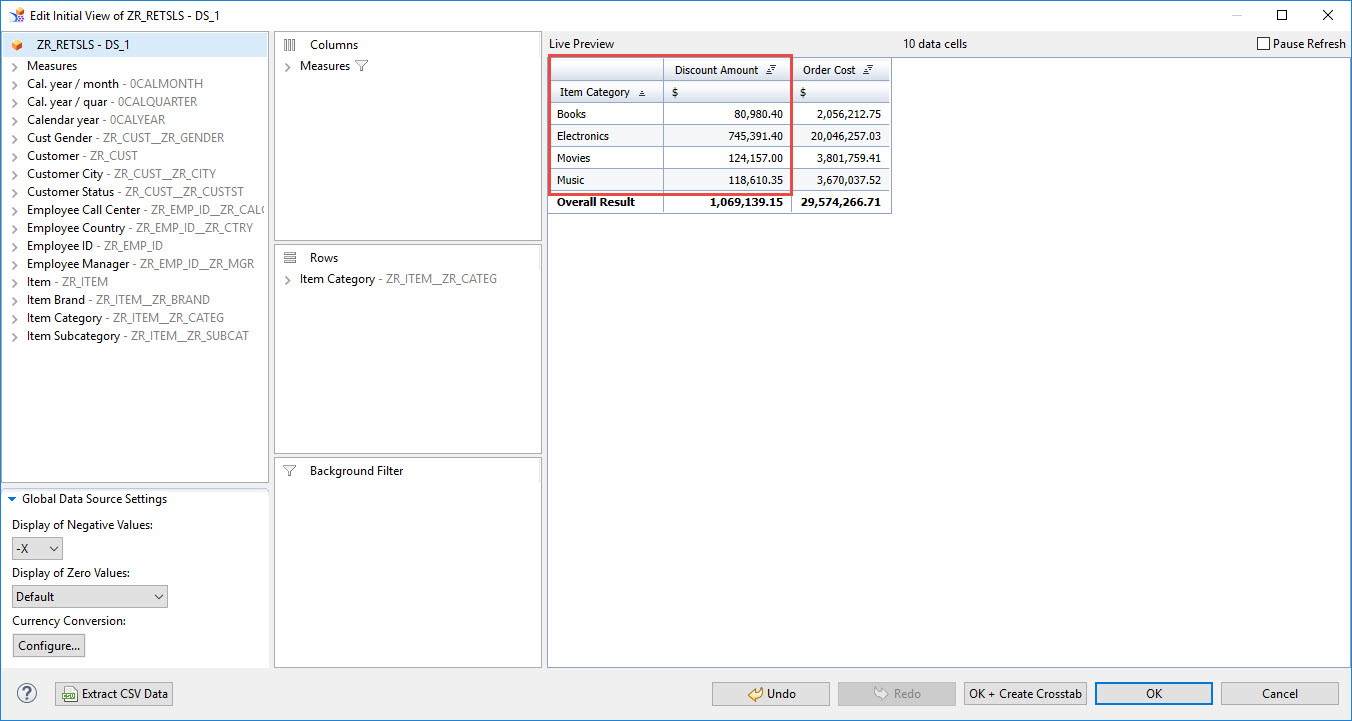 Edit Initial View of ZR_RETSLS - DS_1
ZR_RETSLS - DS_1
Measures
Cal. year / month - 0CALMONTH
Cal. year / quar - 0CALQUARTER
Calendar year - 0CALYEAR
Cust Gender - ZR_CUST__ZR_GENDER
Customer - ZR_CUST
Customer City - ZR_CUST__ZR_CITY
Customer Status - ZR_CUST__ZR_CUSTST
Employee Call Center - ZR_EMP_ID__ZR_CALC
Employee Country - ZR_EMP_ID__ZR_CTRY
Employee ID - ZR_EMP_ID
Employee Manager - ZR_EMP_ID__ZR_MGR
Item - ZR_ITEM
Item Brand - ZR_ITEM__ZR_BRAND
Item Category - ZR_ITEM__ZR_CATEG
Item Subcategory - ZR_ITEM__ZR_SUBCAT
Global Data Source Settings
Display of Negative Values:
-X
Display of Zero Values:
Default
Currency Conversion:
Configure...
Columns
Measures
Rows
Item Category - ZR_ITEM__ZR_CATEG
Background Filter
Live Preview 10 data cells Pause Refresh
Discount Amount Order Cost
Item Category $ $
Books 80,980.40 2,056,212.75
Electronics 745,391.40 20,046,257.03
Movies 124,157.00 3,801,759.41
Music 118,610.35 3,670,037.52
Overall Result 1,069,139.15 29,574,266.71
? Extract CSV Data Undo Redo OK + Create Crosstab OK Cancel